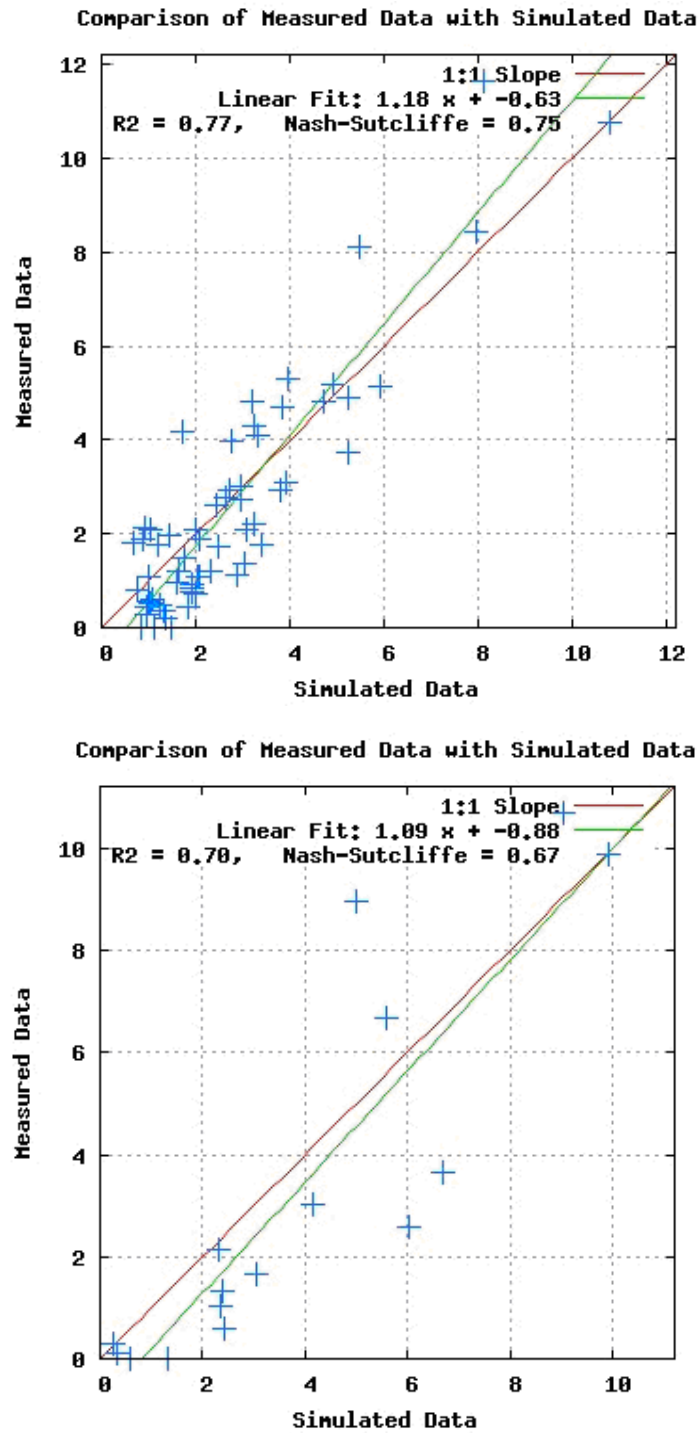 Comparison of Measured Data with Simulated Data
12
1:1 Slope
Linear Fit: 1.18 x + -0.63
R2 = 0.77, Nash-Sutcliffe = 0.75
10
8
6
4
2
0
Measured Data
0 2 4 6 8 10 12
Simulated Data
Comparison of Measured Data with Simulated Data
1:1 Slope
Linear Fit: 1.09 x + -0.88
10
R2 = 0.70, Nash-Sutcliffe = 0.67
8
6
4
2
0
Measured Data
0 2 4 6 8 10
Simulated Data